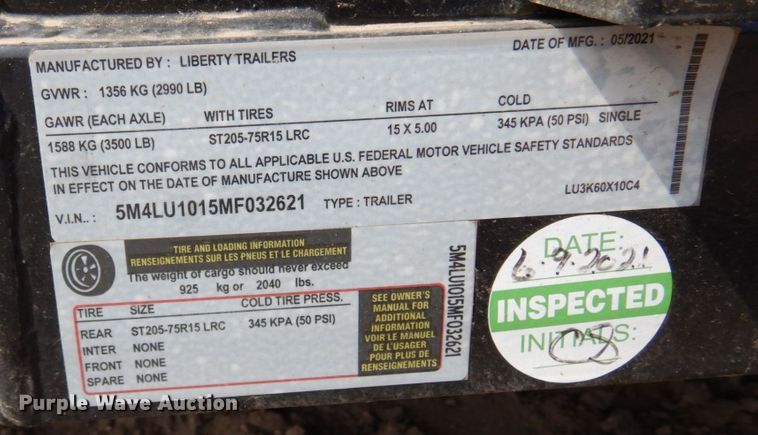 MANUFACTURED BY : LIBERTY TRAILERS
DATE OF MFG. : 05/2021
GVWR : 1356 KG (2990 LB)
GAWR (EACH AXLE) WITH TIRES RIMS AT COLD
1588 KG (3500 LB) ST205-75R15 LRC 15 X 5.00 345 KPA (50 PSI) SINGLE
THIS VEHICLE CONFORMS TO ALL APPLICABLE U.S. FEDERAL MOTOR VEHICLE SAFETY STANDARDS
IN EFFECT ON THE DATE OF MANUFACTURE SHOWN ABOVE
LU3K60X10C4
V.I.N.. : 5M4LU1015MF032621 TYPE : TRAILER
TIRE AND LOADING INFORMATION
RENSEIGNEMENTS SUR LES PNEUS ET LE CHARGEMENT
The weight of cargo should never exceed
925 kg or 2040 lbs.
TIRE SIZE COLD TIRE PRESS.
REAR ST205-75R15 LRC 345 KPA (50 PSI)
INTER NONE
FRONT NONE
SPARE NONE
SEE OWNER'S
MANUAL FOR
ADDITIONAL
INFORMATION
VOIR LE MANUEL
DE L'USAGER
POUR PLUS DE
RENSEIGNEMENTS
5M4LU1015MF032621
DATE:
6-9-2021
INSPECTED
INITIALS:
CB
Purple Wave Auction